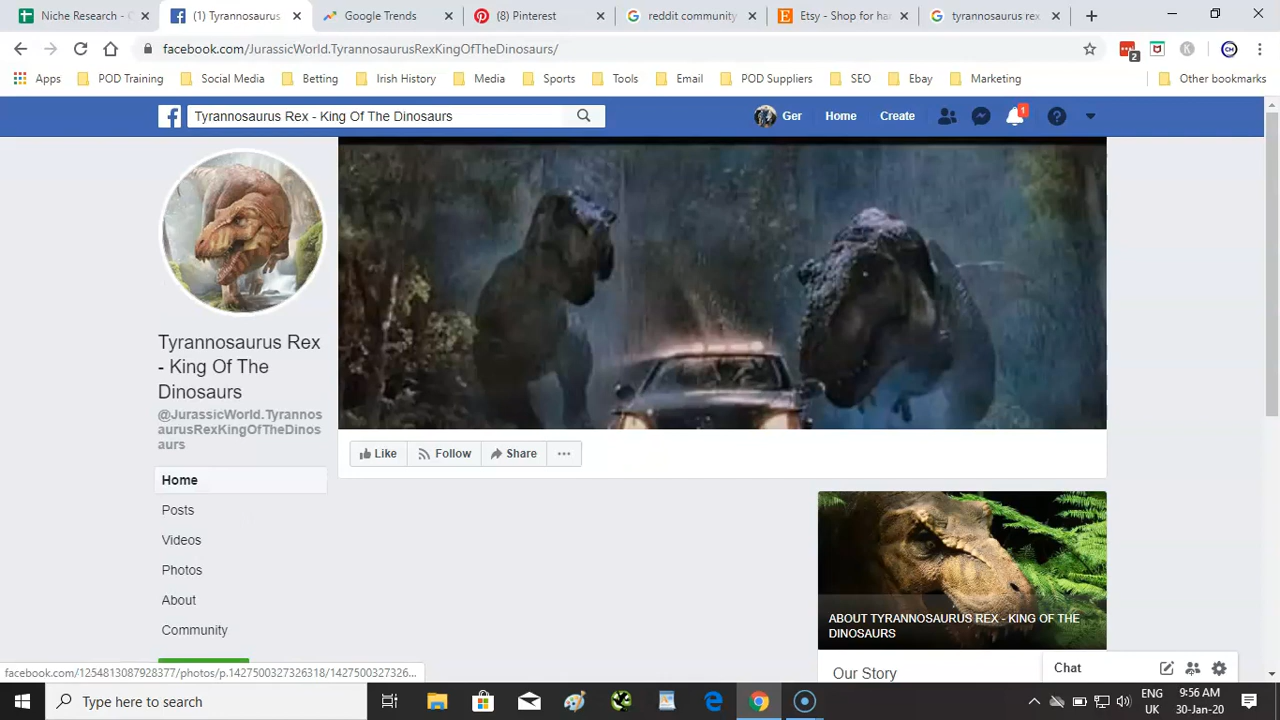 Niche Research - C
(1) Tyrannosaurus
Google Trends
(8) Pinterest
reddit community
Etsy - Shop for han
tyrannosaurus rex
facebook.com/JurassicWorld.TyrannosaurusRexKingOfTheDinosaurs/
2
CH
Apps
POD Training
Social Media
Betting
Irish History
Media
Sports
Tools
Email
POD Suppliers
SEO
Ebay
Marketing
Other bookmarks
Tyrannosaurus Rex - King Of The Dinosaurs
Ger
Home
Create
1
Tyrannosaurus Rex
- King Of The
Dinosaurs
@JurassicWorld.Tyrannos
aurusRexKingOfTheDinos
aurs
Like
Follow
Share
Home
Posts
Videos
Photos
About
Community
ABOUT TYRANNOSAURUS REX - KING OF THE
DINOSAURS
Our Story
Chat
facebook.com/1254813087928377/photos/p.1427500327326318/1427500327326...
Type here to search
ENG
UK
9:56 AM
30-Jan-20